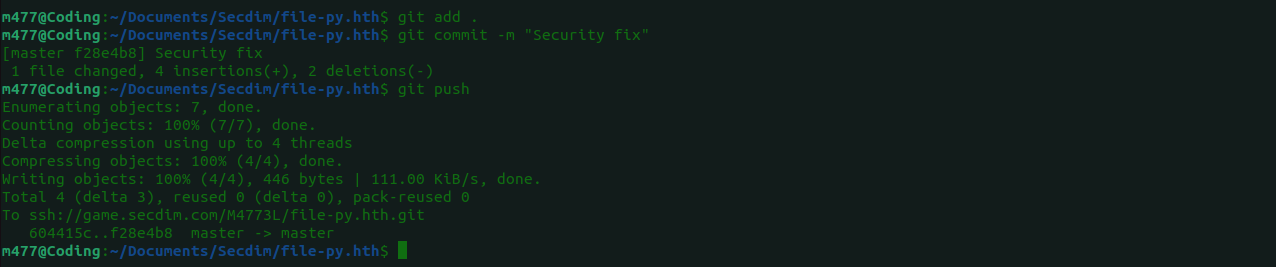 m477@Coding:~/Documents/Secdim/file-py.hth$ git add .
m477@Coding:~/Documents/Secdim/file-py.hth$ git commit -m "Security fix"
[master f28e4b8] Security fix
 1 file changed, 4 insertions(+), 2 deletions(-)
m477@Coding:~/Documents/Secdim/file-py.hth$ git push
Enumerating objects: 7, done.
Counting objects: 100% (7/7), done.
Delta compression using up to 4 threads
Compressing objects: 100% (4/4), done.
Writing objects: 100% (4/4), 446 bytes | 111.00 KiB/s, done.
Total 4 (delta 3), reused 0 (delta 0), pack-reused 0
To ssh://game.secdim.com/M4773L/file-py.hth.git
   604415c..f28e4b8  master -> master
m477@Coding:~/Documents/Secdim/file-py.hth$